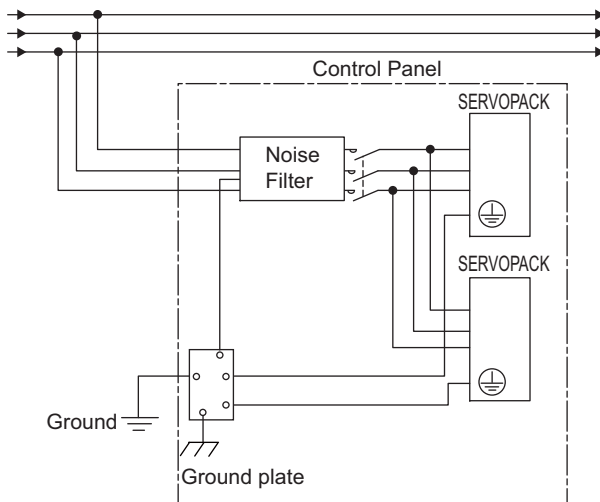 Control Panel
SERVOPACK
Noise
Filter
SERVOPACK
Ground
Ground plate